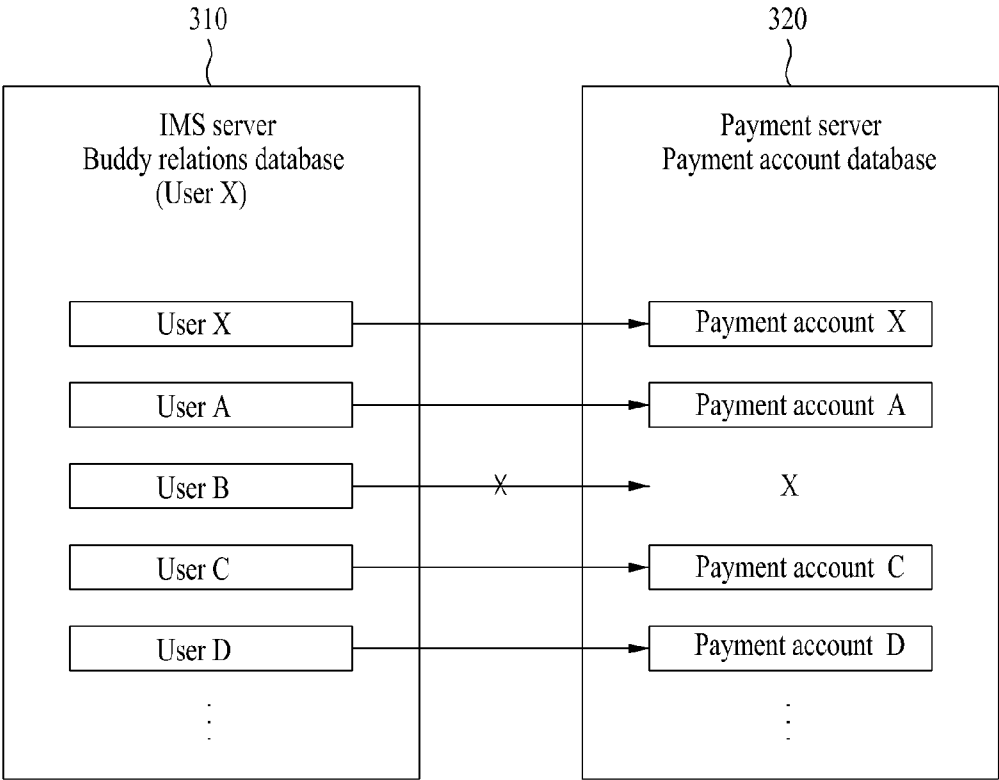 310
320
IMS server
Buddy relations database
(User X)
Payment server
Payment account database
User X
Payment account X
User A
Payment account A
User B
X
X
User C
Payment account C
User D
Payment account D